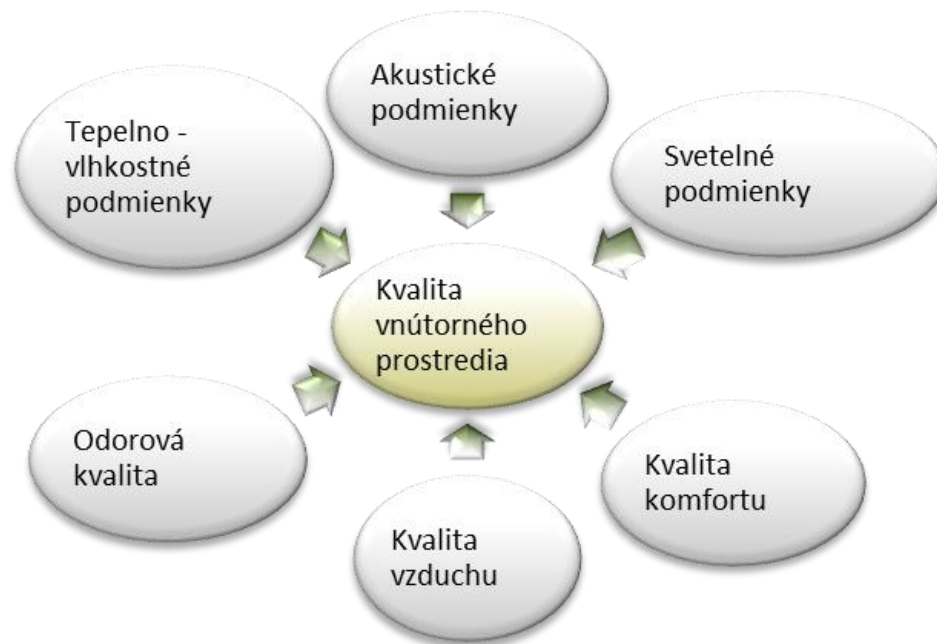 Akustické
podmienky
Tepelno -
vlhkostné
podmienky
Svetelné
podmienky
Kvalita
vnútorného
prostredia
Odorová
kvalita
Kvalita
komfortu
Kvalita
vzduchu